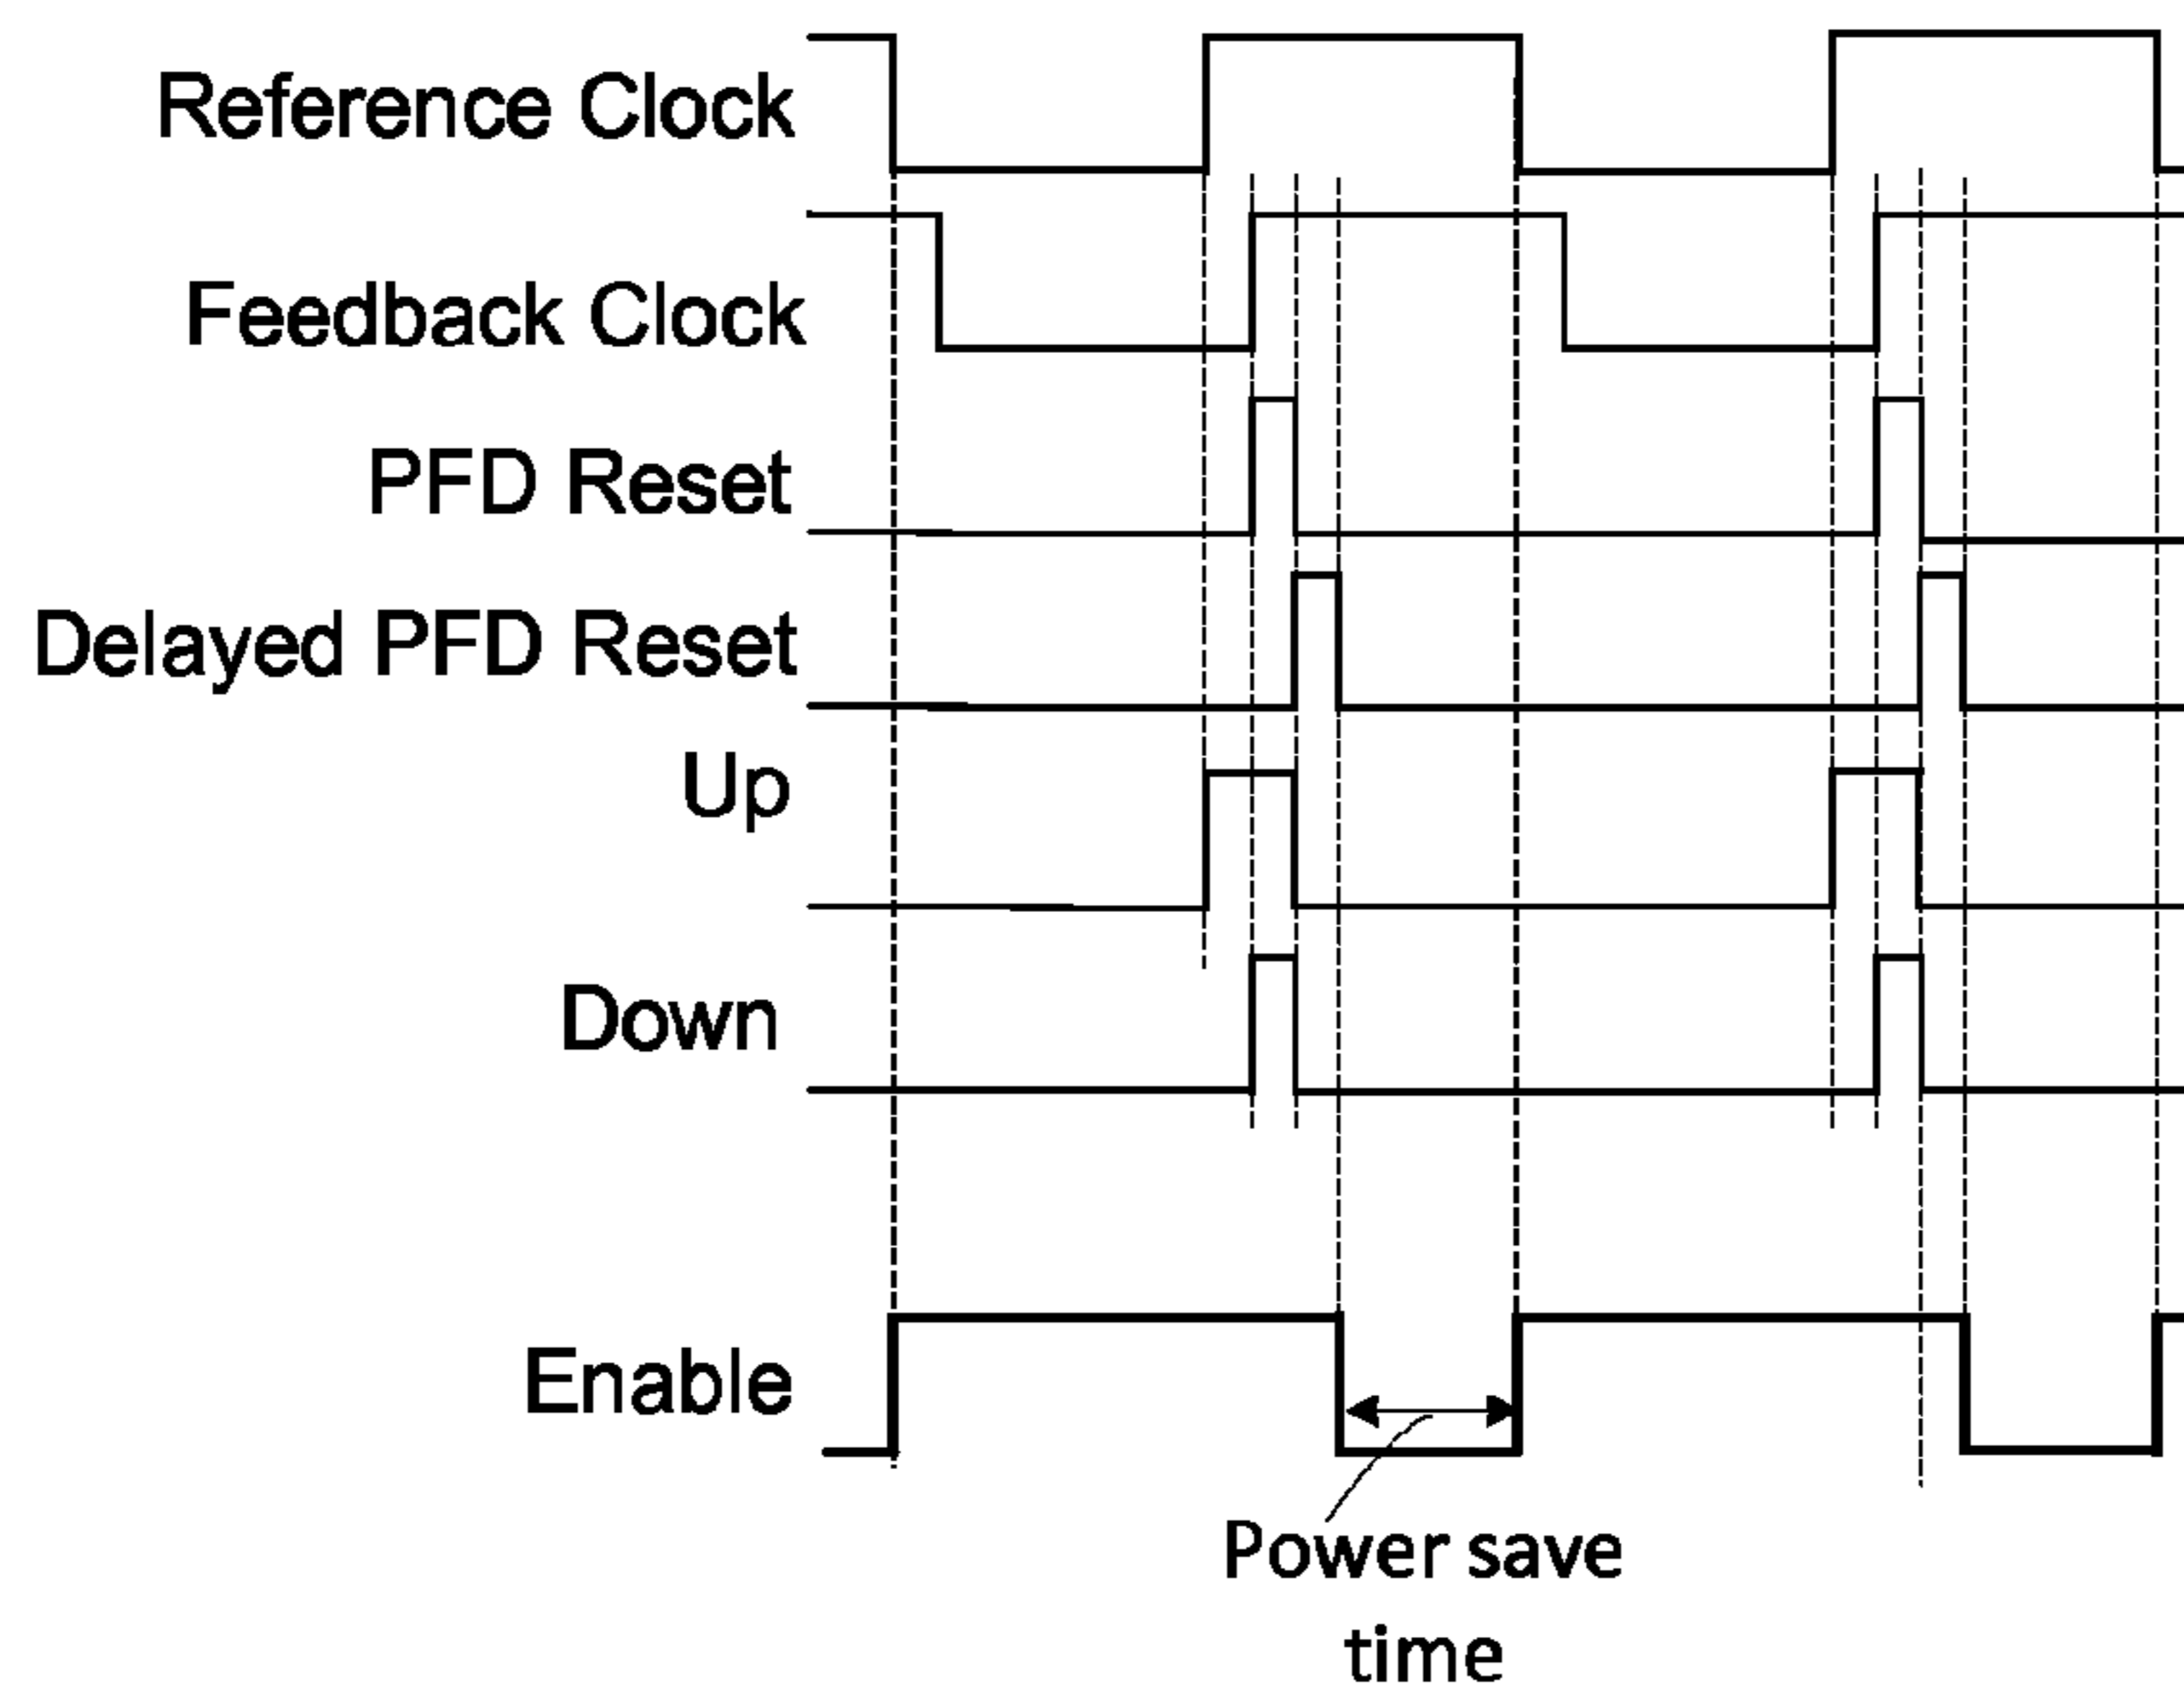 Reference Clock
Feedback Clock
PFD Reset
Delayed PFD Reset
Up
Down
Enable
Power save
time